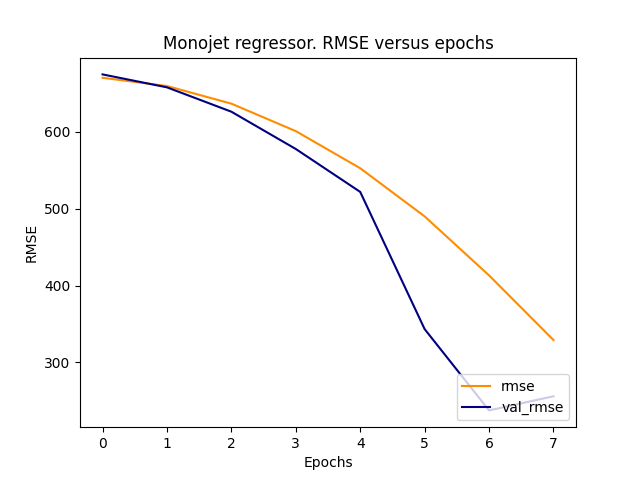 Monojet regressor. RMSE versus epochs
600
500
400
300
RMSE
rmse
val_rmse
0 1 2 3 4 5 6 7
Epochs